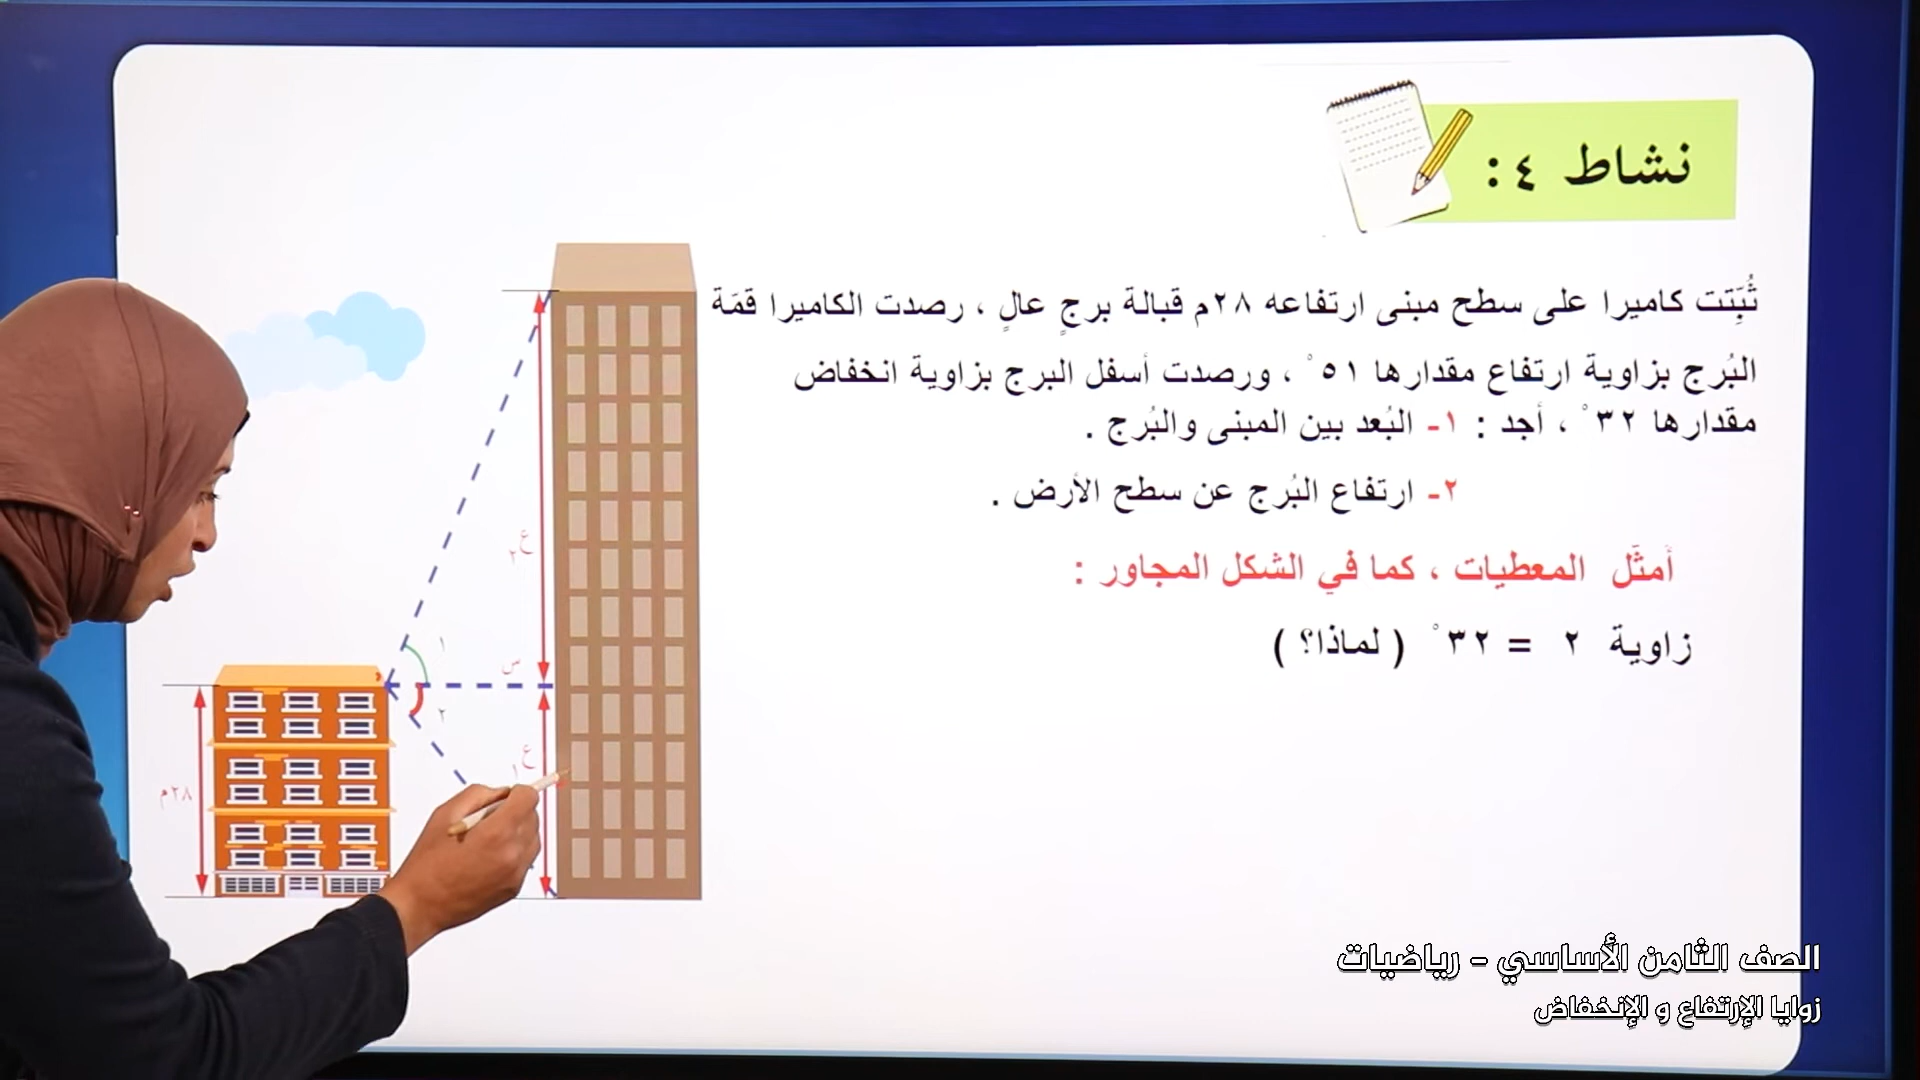 نشاط ٤ :
ثُبِّتت كاميرا على سطح مبنى ارتفاعه ٢٨م قبالة برجٍ عالٍ ، رصدت الكاميرا قمَة
البُرج بزاوية ارتفاع مقدارها ٥١° ، ورصدت أسفل البرج بزاوية انخفاض
مقدارها ٣٢° ، أجد : ١- البُعد بين المبنى والبُرج .
٢- ارتفاع البُرج عن سطح الأرض .
أمثَّل المعطيات ، كما في الشكل المجاور :
زاوية ٢ = ٣٢° ( لماذا؟ )
ع٢
١
س
٢
ع١
٢٨م
الصف الثامن الأساسي - رياضيات
زوايا الإرتفاع و الإنخفاض